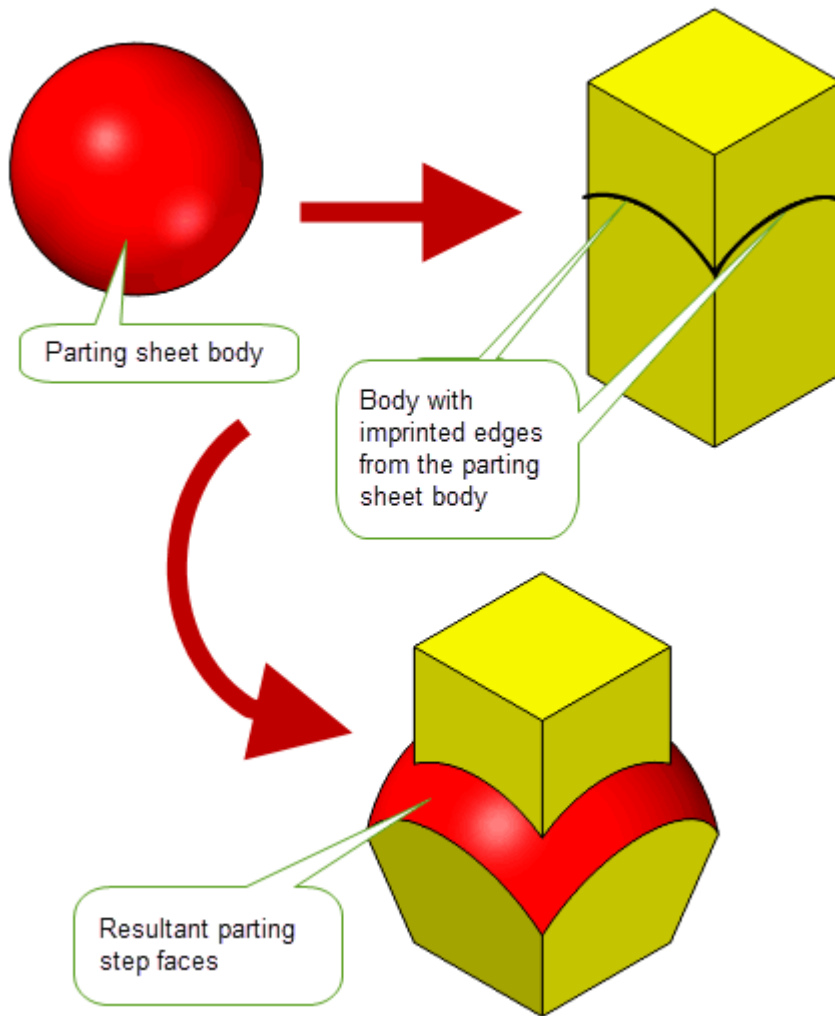 Parting sheet body
Body with
imprinted edges
from the parting
sheet body
Resultant parting
step faces